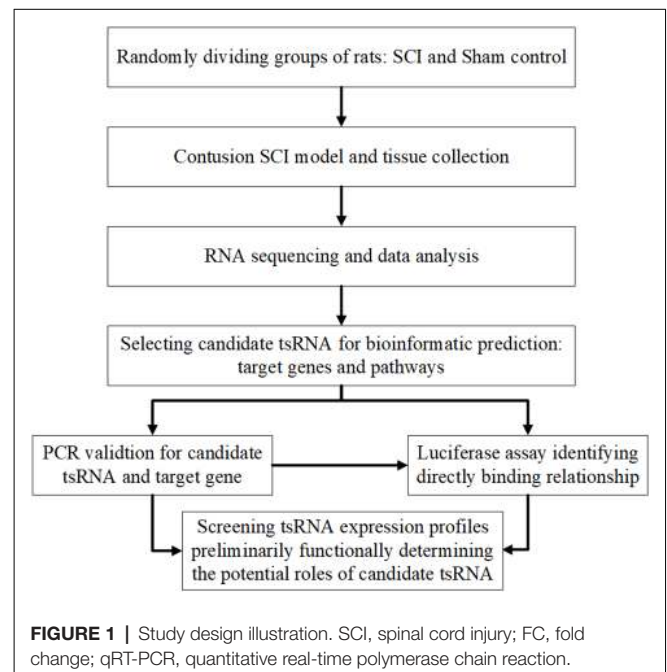 Randomly dividing groups of rats: SCI and Sham control
Contusion SCI model and tissue collection
RNA sequencing and data analysis
Selecting candidate tsRNA for bioinformatic prediction:
target genes and pathways
PCR validtion for candidate
tsRNA and target gene
Luciferase assay identifying
directly binding relationship
Screening tsRNA expression profiles
preliminarily functionally determining
the potential roles of candidate tsRNA
FIGURE 1 | Study design illustration. SCI, spinal cord injury; FC, fold
change; qRT-PCR, quantitative real-time polymerase chain reaction.